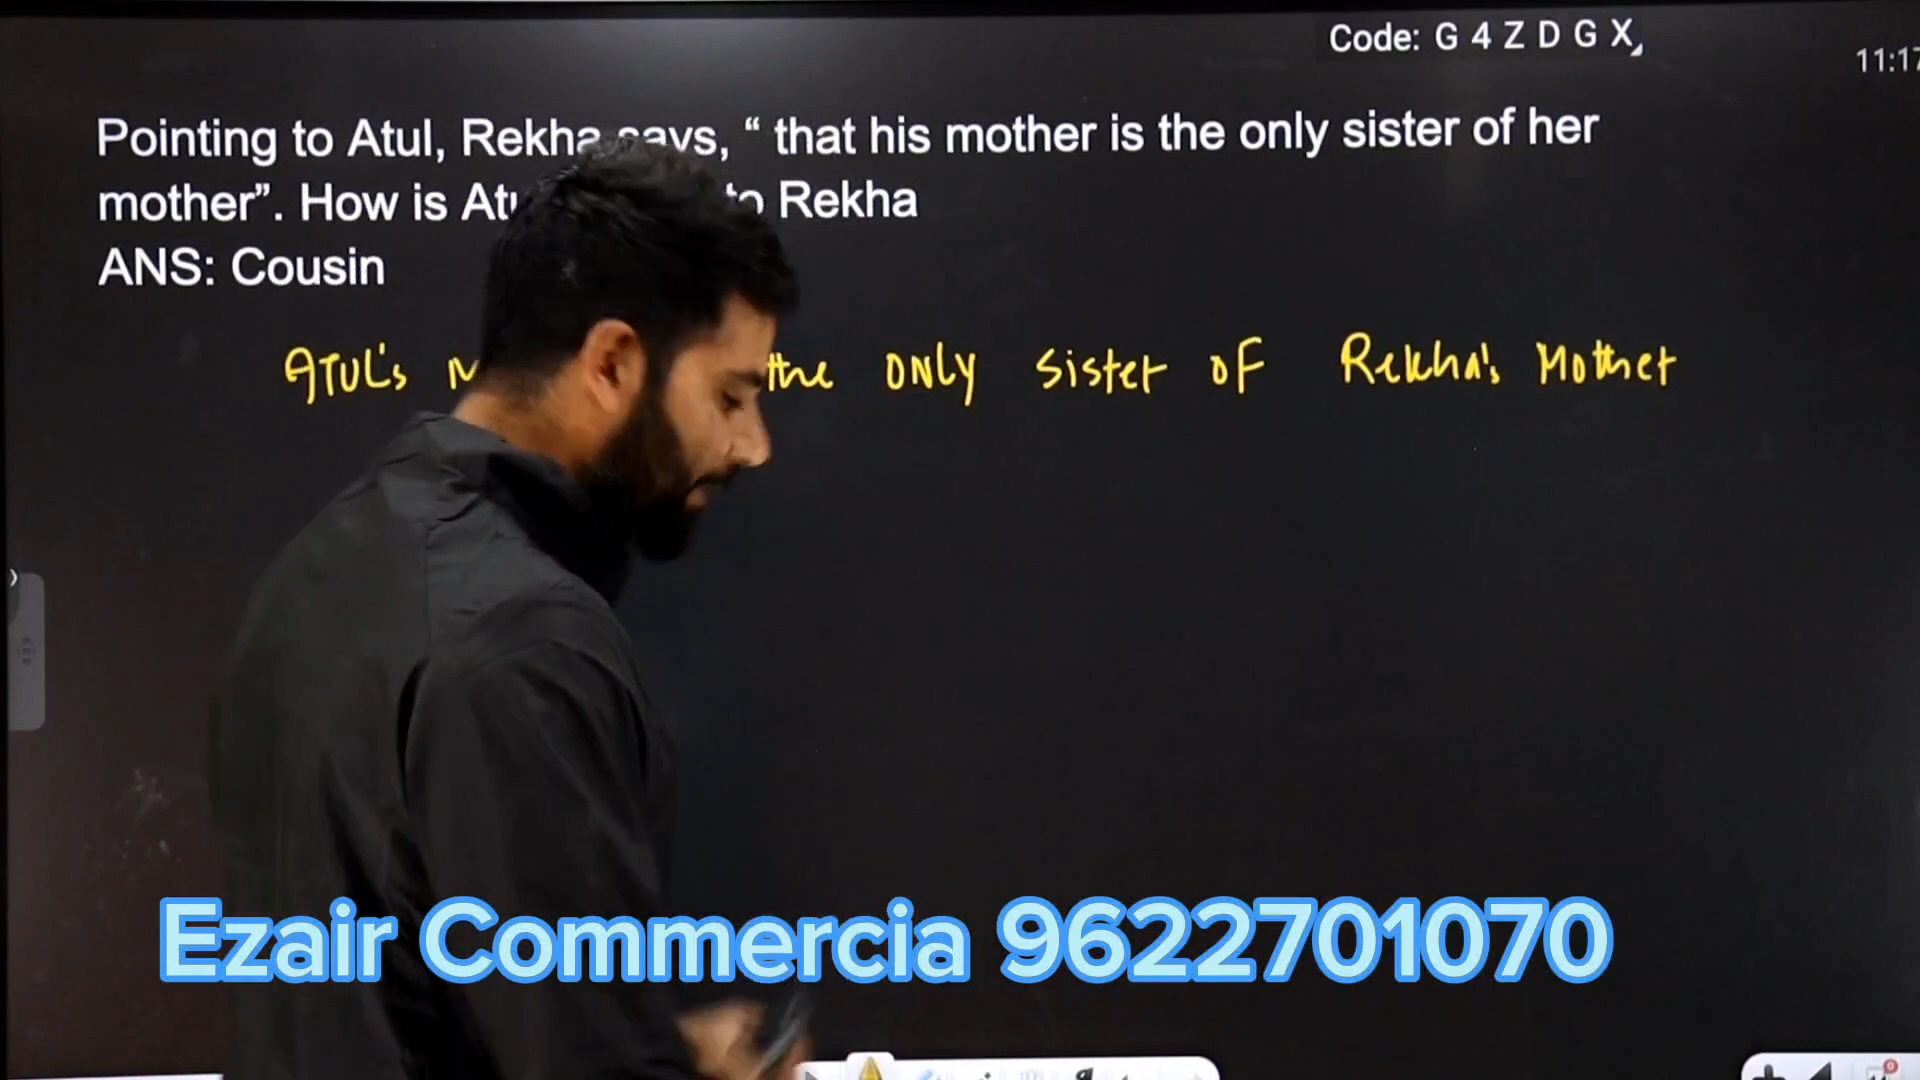 Code: G 4 Z D G X
11:17
Pointing to Atul, Rekha says, “ that his mother is the only sister of her
mother”. How is to Rekha
ANS: Cousin
ATUL's the ONLY Sister OF Rekha's Mother
Ezair Commercia 9622701070